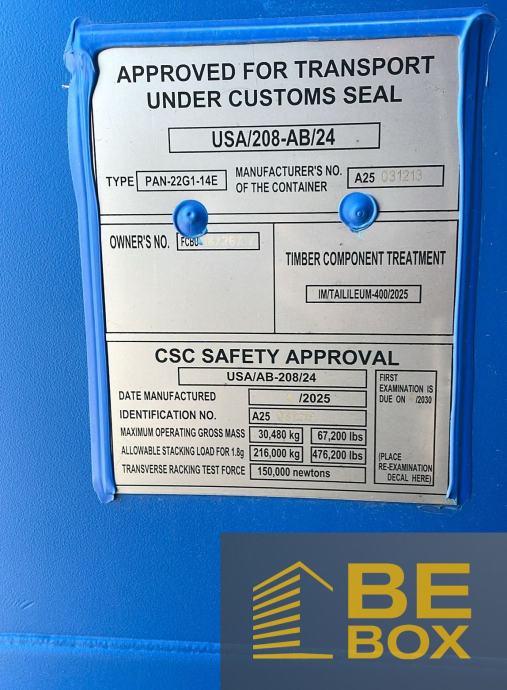 APPROVED FOR TRANSPORT
UNDER CUSTOMS SEAL
USA/208-AB/24
TYPE PAN-22G1-14E
MANUFACTURER'S NO.
OF THE CONTAINER A25 031213
OWNER'S NO. FCBU
TIMBER COMPONENT TREATMENT
IM/TAILILEUM-400/2025
CSC SAFETY APPROVAL
USA/AB-208/24
DATE MANUFACTURED /2025
IDENTIFICATION NO. A25
MAXIMUM OPERATING GROSS MASS 30,480 kg 67,200 lbs
ALLOWABLE STACKING LOAD FOR 1.8g 216,000 kg 476,200 lbs
TRANSVERSE RACKING TEST FORCE 150,000 newtons
FIRST
EXAMINATION IS
DUE ON /2030
(PLACE
RE-EXAMINATION
DECAL HERE)
BE
BOX